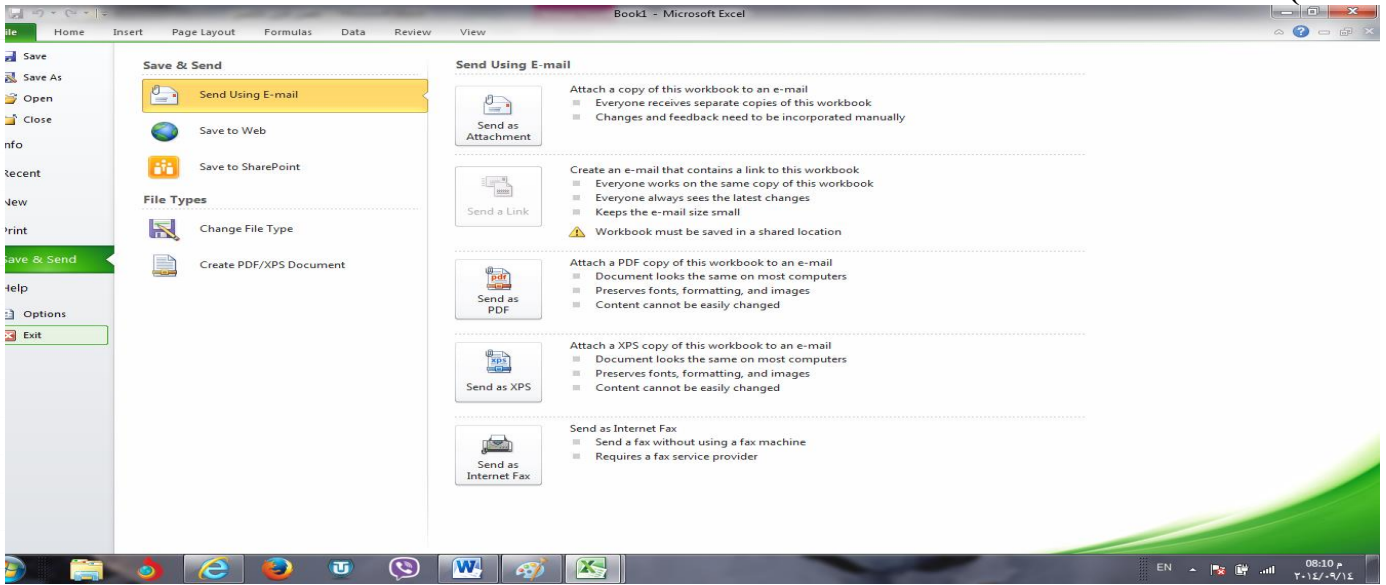 Book1 - Microsoft Excel
ile Home Insert Page Layout Formulas Data Review View
Save
Save As
Open
Close
nfo
Recent
New
Print
Save & Send
Help
Options
Exit
Save & Send
Send Using E-mail
Save to Web
Save to SharePoint
File Types
Change File Type
Create PDF/XPS Document
Send Using E-mail
Send as
Attachment
Attach a copy of this workbook to an e-mail
Everyone receives separate copies of this workbook
Changes and feedback need to be incorporated manually
Send a Link
Create an e-mail that contains a link to this workbook
Everyone works on the same copy of this workbook
Everyone always sees the latest changes
Keeps the e-mail size small
Workbook must be saved in a shared location
Send as
PDF
Attach a PDF copy of this workbook to an e-mail
Document looks the same on most computers
Preserves fonts, formatting, and images
Content cannot be easily changed
Send as XPS
Attach a XPS copy of this workbook to an e-mail
Document looks the same on most computers
Preserves fonts, formatting, and images
Content cannot be easily changed
Send as
Internet Fax
Send as Internet Fax
Send a fax without using a fax machine
Requires a fax service provider
EN
08:10 م
٢٠١٤/٠٩/١٤